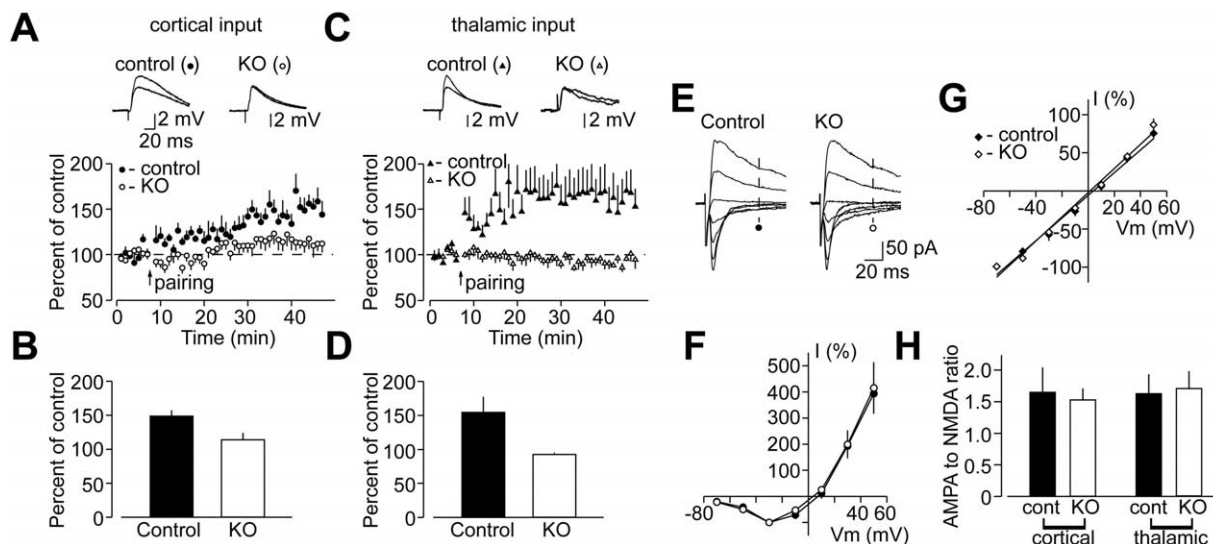 A
cortical input
control (●)
KO (○)
2 mV
20 ms
2 mV
Percent of control
200
150
100
50
● - control
○ - KO
pairing
0 10 20 30 40
Time (min)
B
Percent of control
200
150
100
50
0
Control KO
C
thalamic input
control (▲)
KO (△)
2 mV
2 mV
Percent of control
200
150
100
50
▲ - control
△ - KO
pairing
0 10 20 30 40
Time (min)
D
Percent of control
200
150
100
50
0
Control KO
E
Control
KO
50 pA
20 ms
F
I (%)
400
300
200
100
-80
40 80
Vm (mV)
G
I (%)
◆ - control
◇ - KO
100
50
-80
-40
20 40 60
Vm (mV)
-50
-100
H
AMPA to NMDA ratio
2.0
1.5
1.0
0.5
0
cont KO cont KO
cortical thalamic